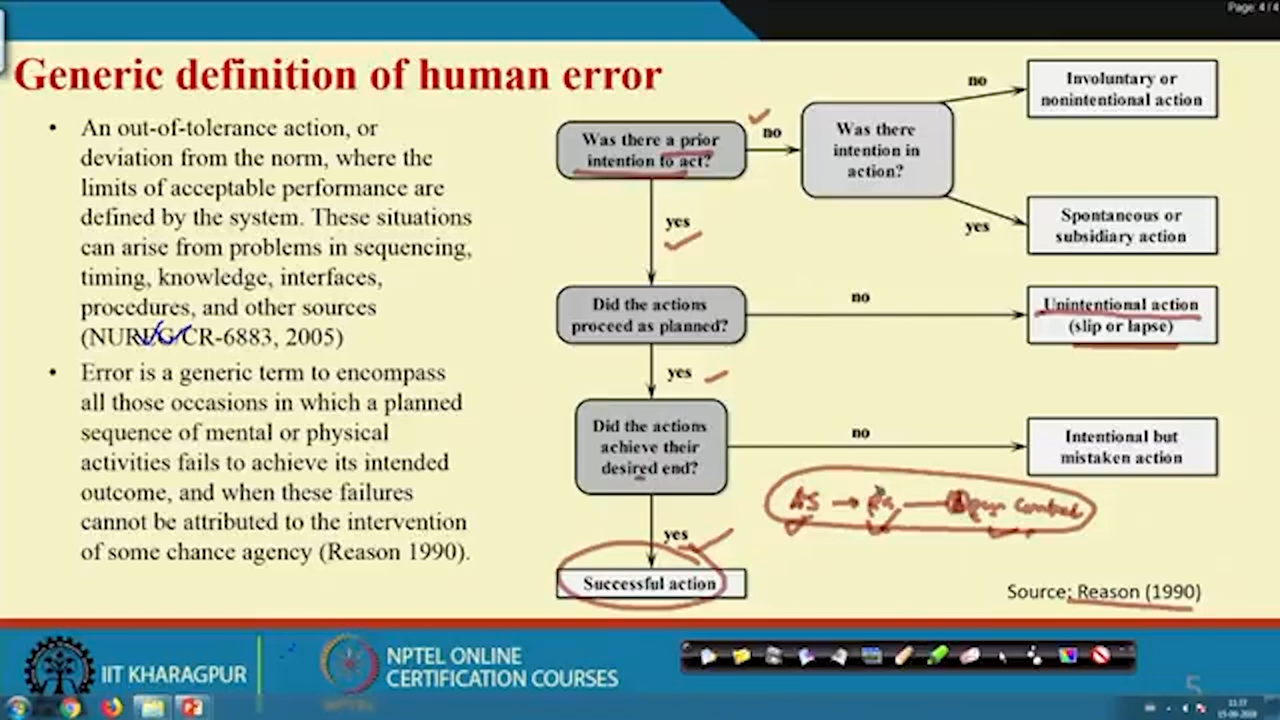 Page: 4 / 4
Generic definition of human error
• An out-of-tolerance action, or
deviation from the norm, where the
limits of acceptable performance are
defined by the system. These situations
can arise from problems in sequencing,
timing, knowledge, interfaces,
procedures, and other sources
(NUREG/CR-6883, 2005)
• Error is a generic term to encompass
all those occasions in which a planned
sequence of mental or physical
activities fails to achieve its intended
outcome, and when these failures
cannot be attributed to the intervention
of some chance agency (Reason 1990).
Was there a prior
intention to act?
no
Was there
intention in
action?
no
Involuntary or
nonintentional action
yes
Spontaneous or
subsidiary action
yes
Did the actions
proceed as planned?
no
Unintentional action
(slip or lapse)
yes
Did the actions
achieve their
desired end?
no
Intentional but
mistaken action
yes
Successful action
AS
Source: Reason (1990)
IIT KHARAGPUR
NPTEL ONLINE
CERTIFICATION COURSES
5